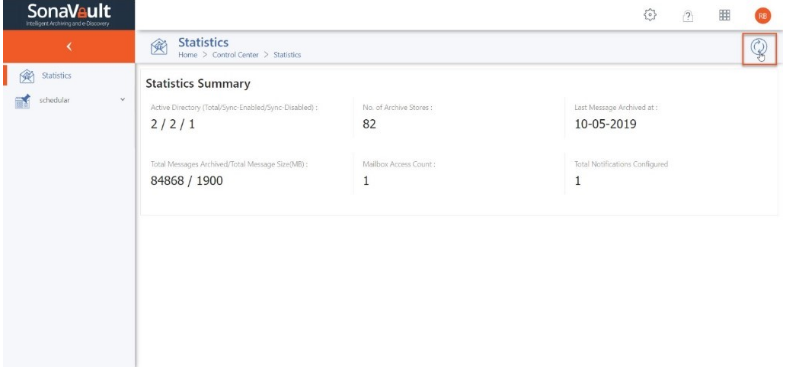 SonaVault
Intelligent Archiving and e-Discovery
RB
Statistics
Home > Control Center > Statistics
Statistics
schedular
Statistics Summary
Active Directory (Total/Sync-Enabled/Sync-Disabled) :
2 / 2 / 1
No. of Archive Stores :
82
Last Message Archived at :
10-05-2019
Total Messages Archived/Total Message Size(MB) :
84868 / 1900
Mailbox Access Count :
1
Total Notifications Configured
1